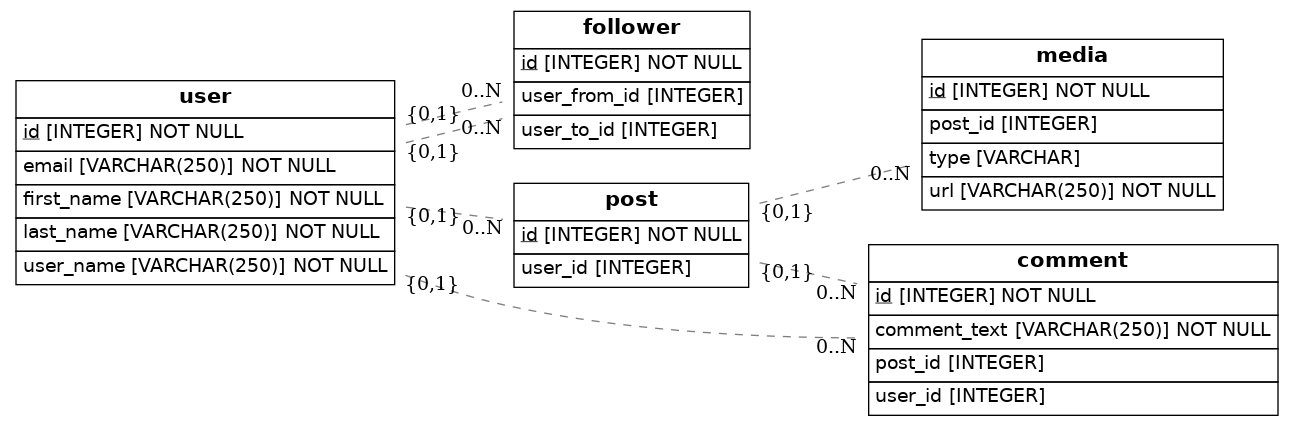 user
id [INTEGER] NOT NULL
email [VARCHAR(250)] NOT NULL
first_name [VARCHAR(250)] NOT NULL
last_name [VARCHAR(250)] NOT NULL
user_name [VARCHAR(250)] NOT NULL
follower
id [INTEGER] NOT NULL
user_from_id [INTEGER]
user_to_id [INTEGER]
0..N
{0,1}
0..N
{0,1}
{0,1}
0..N
{0,1}
post
id [INTEGER] NOT NULL
user_id [INTEGER]
0..N
{0,1}
{0,1}
0..N
0..N
media
id [INTEGER] NOT NULL
post_id [INTEGER]
type [VARCHAR]
url [VARCHAR(250)] NOT NULL
comment
id [INTEGER] NOT NULL
comment_text [VARCHAR(250)] NOT NULL
post_id [INTEGER]
user_id [INTEGER]